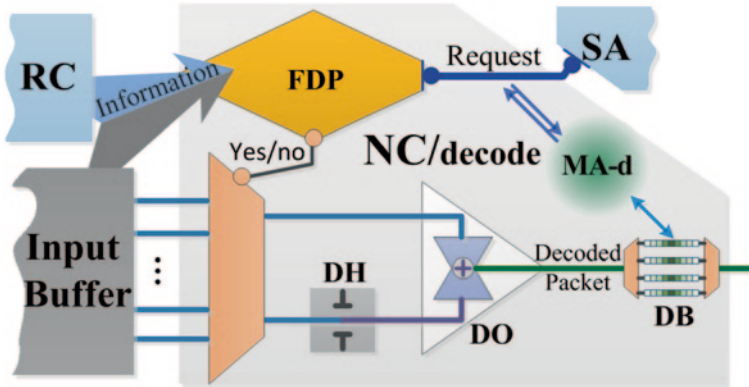 RC
Information
FDP
Request
SA
Yes/no
NC/decode
MA-d
Input
Buffer
...
DH
DO
Decoded
Packet
DB